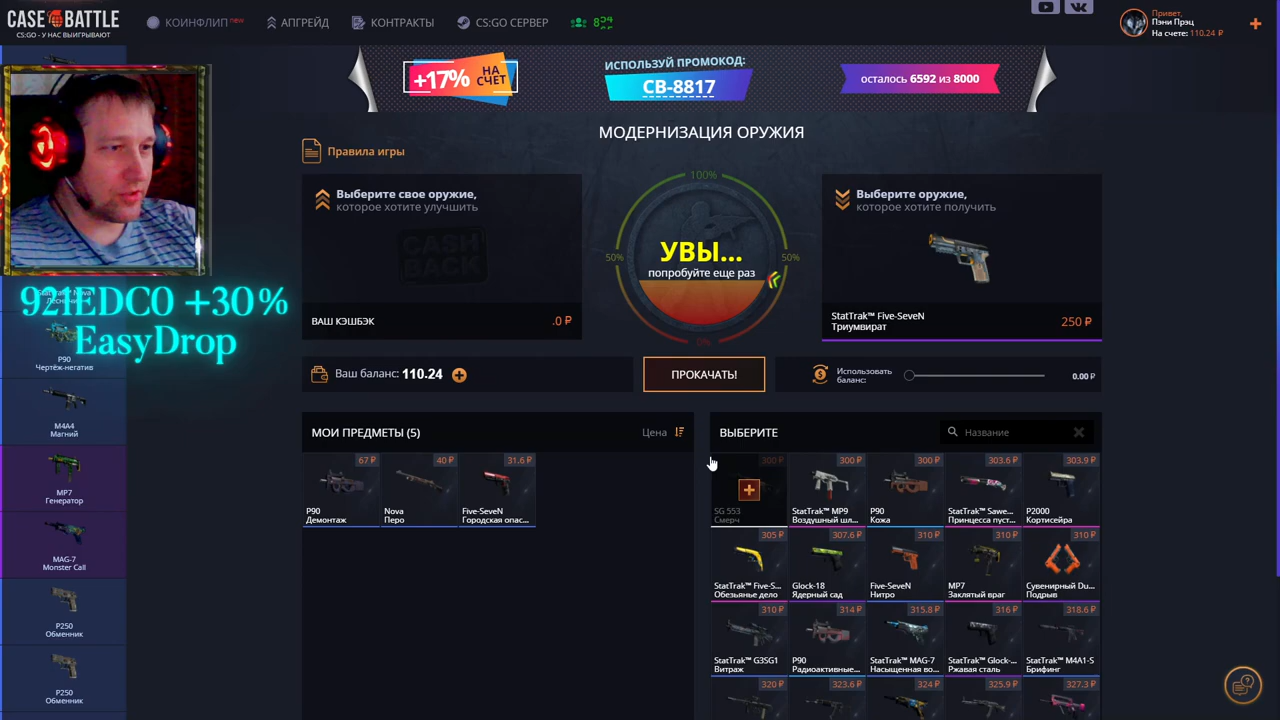 CASE BATTLE
CS:GO - У НАС ВЫИГРЫВАЮТ
КОИНФЛИП new
АПГРЕЙД
КОНТРАКТЫ
CS:GO СЕРВЕР
Привет,
Пэни Прэц
На счете: 110.24 ₽
+17% НА СЧЕТ
ИСПОЛЬЗУЙ ПРОМОКОД:
CB-8817
осталось 6592 из 8000
МОДЕРНИЗАЦИЯ ОРУЖИЯ
Правила игры
Выберите свое оружие,
которое хотите улучшить
CASH BACK
ВАШ КЭШБЭК
.0 ₽
100%
50%
50%
0%
УВЫ...
попробуйте еще раз
Выберите оружие,
которое хотите получить
StatTrak™ Five-SeveN
Триумвират
250 ₽
921EDC0 +30%
EasyDrop
Ваш баланс: 110.24
ПРОКАЧАТЬ!
Использовать
баланс:
0.00 ₽
МОИ ПРЕДМЕТЫ (5)
Цена
ВЫБЕРИТЕ
Название
67 ₽
P90
Демонтаж
40 ₽
Nova
Перо
31.6 ₽
Five-SeveN
Городская опас...
300 ₽
SG 553
Смерч
300 ₽
StatTrak™ MP9
Воздушный шл...
300 ₽
P90
Кожа
303.6 ₽
StatTrak™ Sawe...
Принцесса пуст...
303.9 ₽
P2000
Кортисейра
305 ₽
StatTrak™ Five-S...
Обезьянье дело
307.6 ₽
Glock-18
Ядерный сад
310 ₽
Five-SeveN
Нитро
310 ₽
MP7
Заклятый враг
310 ₽
Сувенирный Du...
Подрыв
310 ₽
StatTrak™ G3SG1
Витраж
314 ₽
P90
Радиоактивные...
315.8 ₽
StatTrak™ MAG-7
Насыщенная во...
316 ₽
StatTrak™ Glock-...
Ржавая сталь
318.6 ₽
StatTrak™ M4A1-S
Брифинг
320 ₽
323.6 ₽
324 ₽
325.9 ₽
327.3 ₽
P90
Чертёж-негатив
M4A4
Магний
MP7
Генератор
MAG-7
Monster Call
P250
Обменник
P250
Обменник